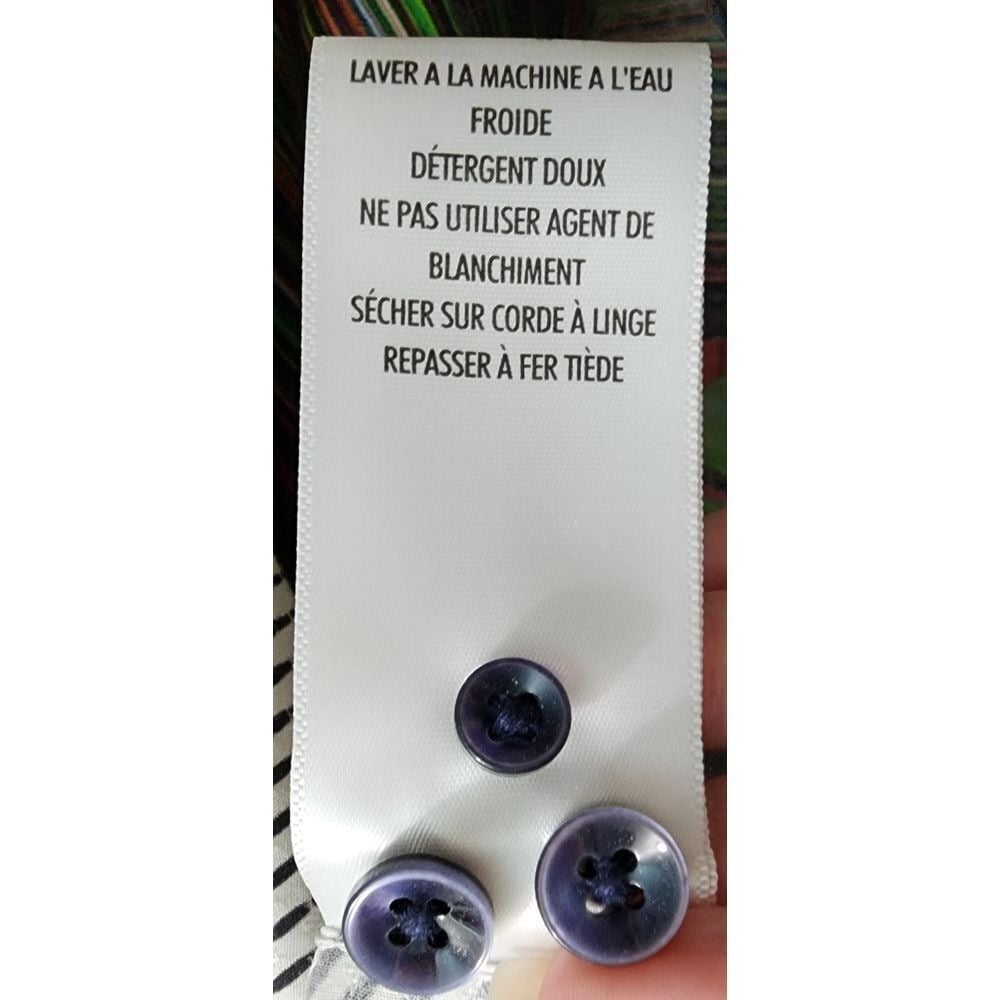 LAVER A LA MACHINE A L'EAU
FROIDE
DÉTERGENT DOUX
NE PAS UTILISER AGENT DE
BLANCHIMENT
SÉCHER SUR CORDE À LINGE
REPASSER À FER TIÈDE